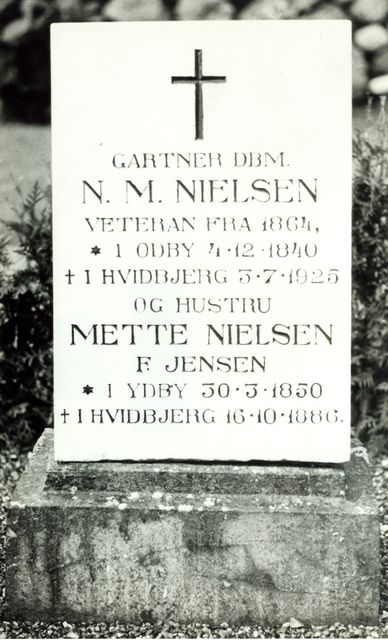 GARTNER DBM.
N. M. NIELSEN
VETERAN FRA 1864,
* I ODBY 4·12·1840
† I HVIDBJERG 3·7·1925
OG HUSTRU
METTE NIELSEN
F. JENSEN
* I YDBY 30·3·1850
† I HVIDBJERG 16·10·1886.